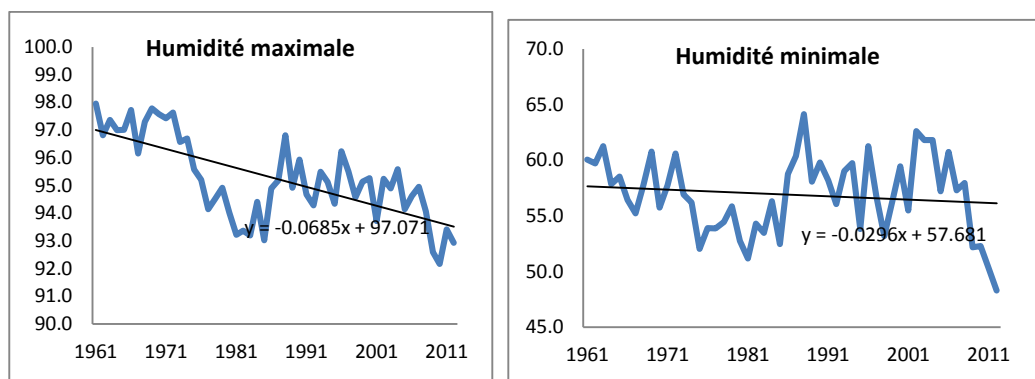 Humidité maximale
100.0
99.0
98.0
97.0
96.0
95.0
94.0
93.0
92.0
91.0
90.0
y = -0.0685x + 97.071
1961 1971 1981 1991 2001 2011
Humidité minimale
70.0
65.0
60.0
55.0
50.0
45.0
y = -0.0296x + 57.681
1961 1971 1981 1991 2001 2011